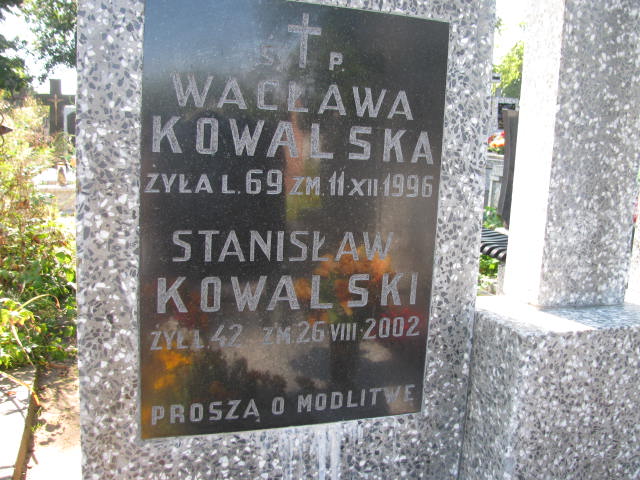 Ś P.
WACŁAWA
KOWALSKA
ŻYŁA L. 69 ZM. 11·XII 1996
STANISŁAW
KOWALSKI
ŻYŁ L. 42 ZM. 26 VIII 2002
PROSZĄ O MODLITWĘ